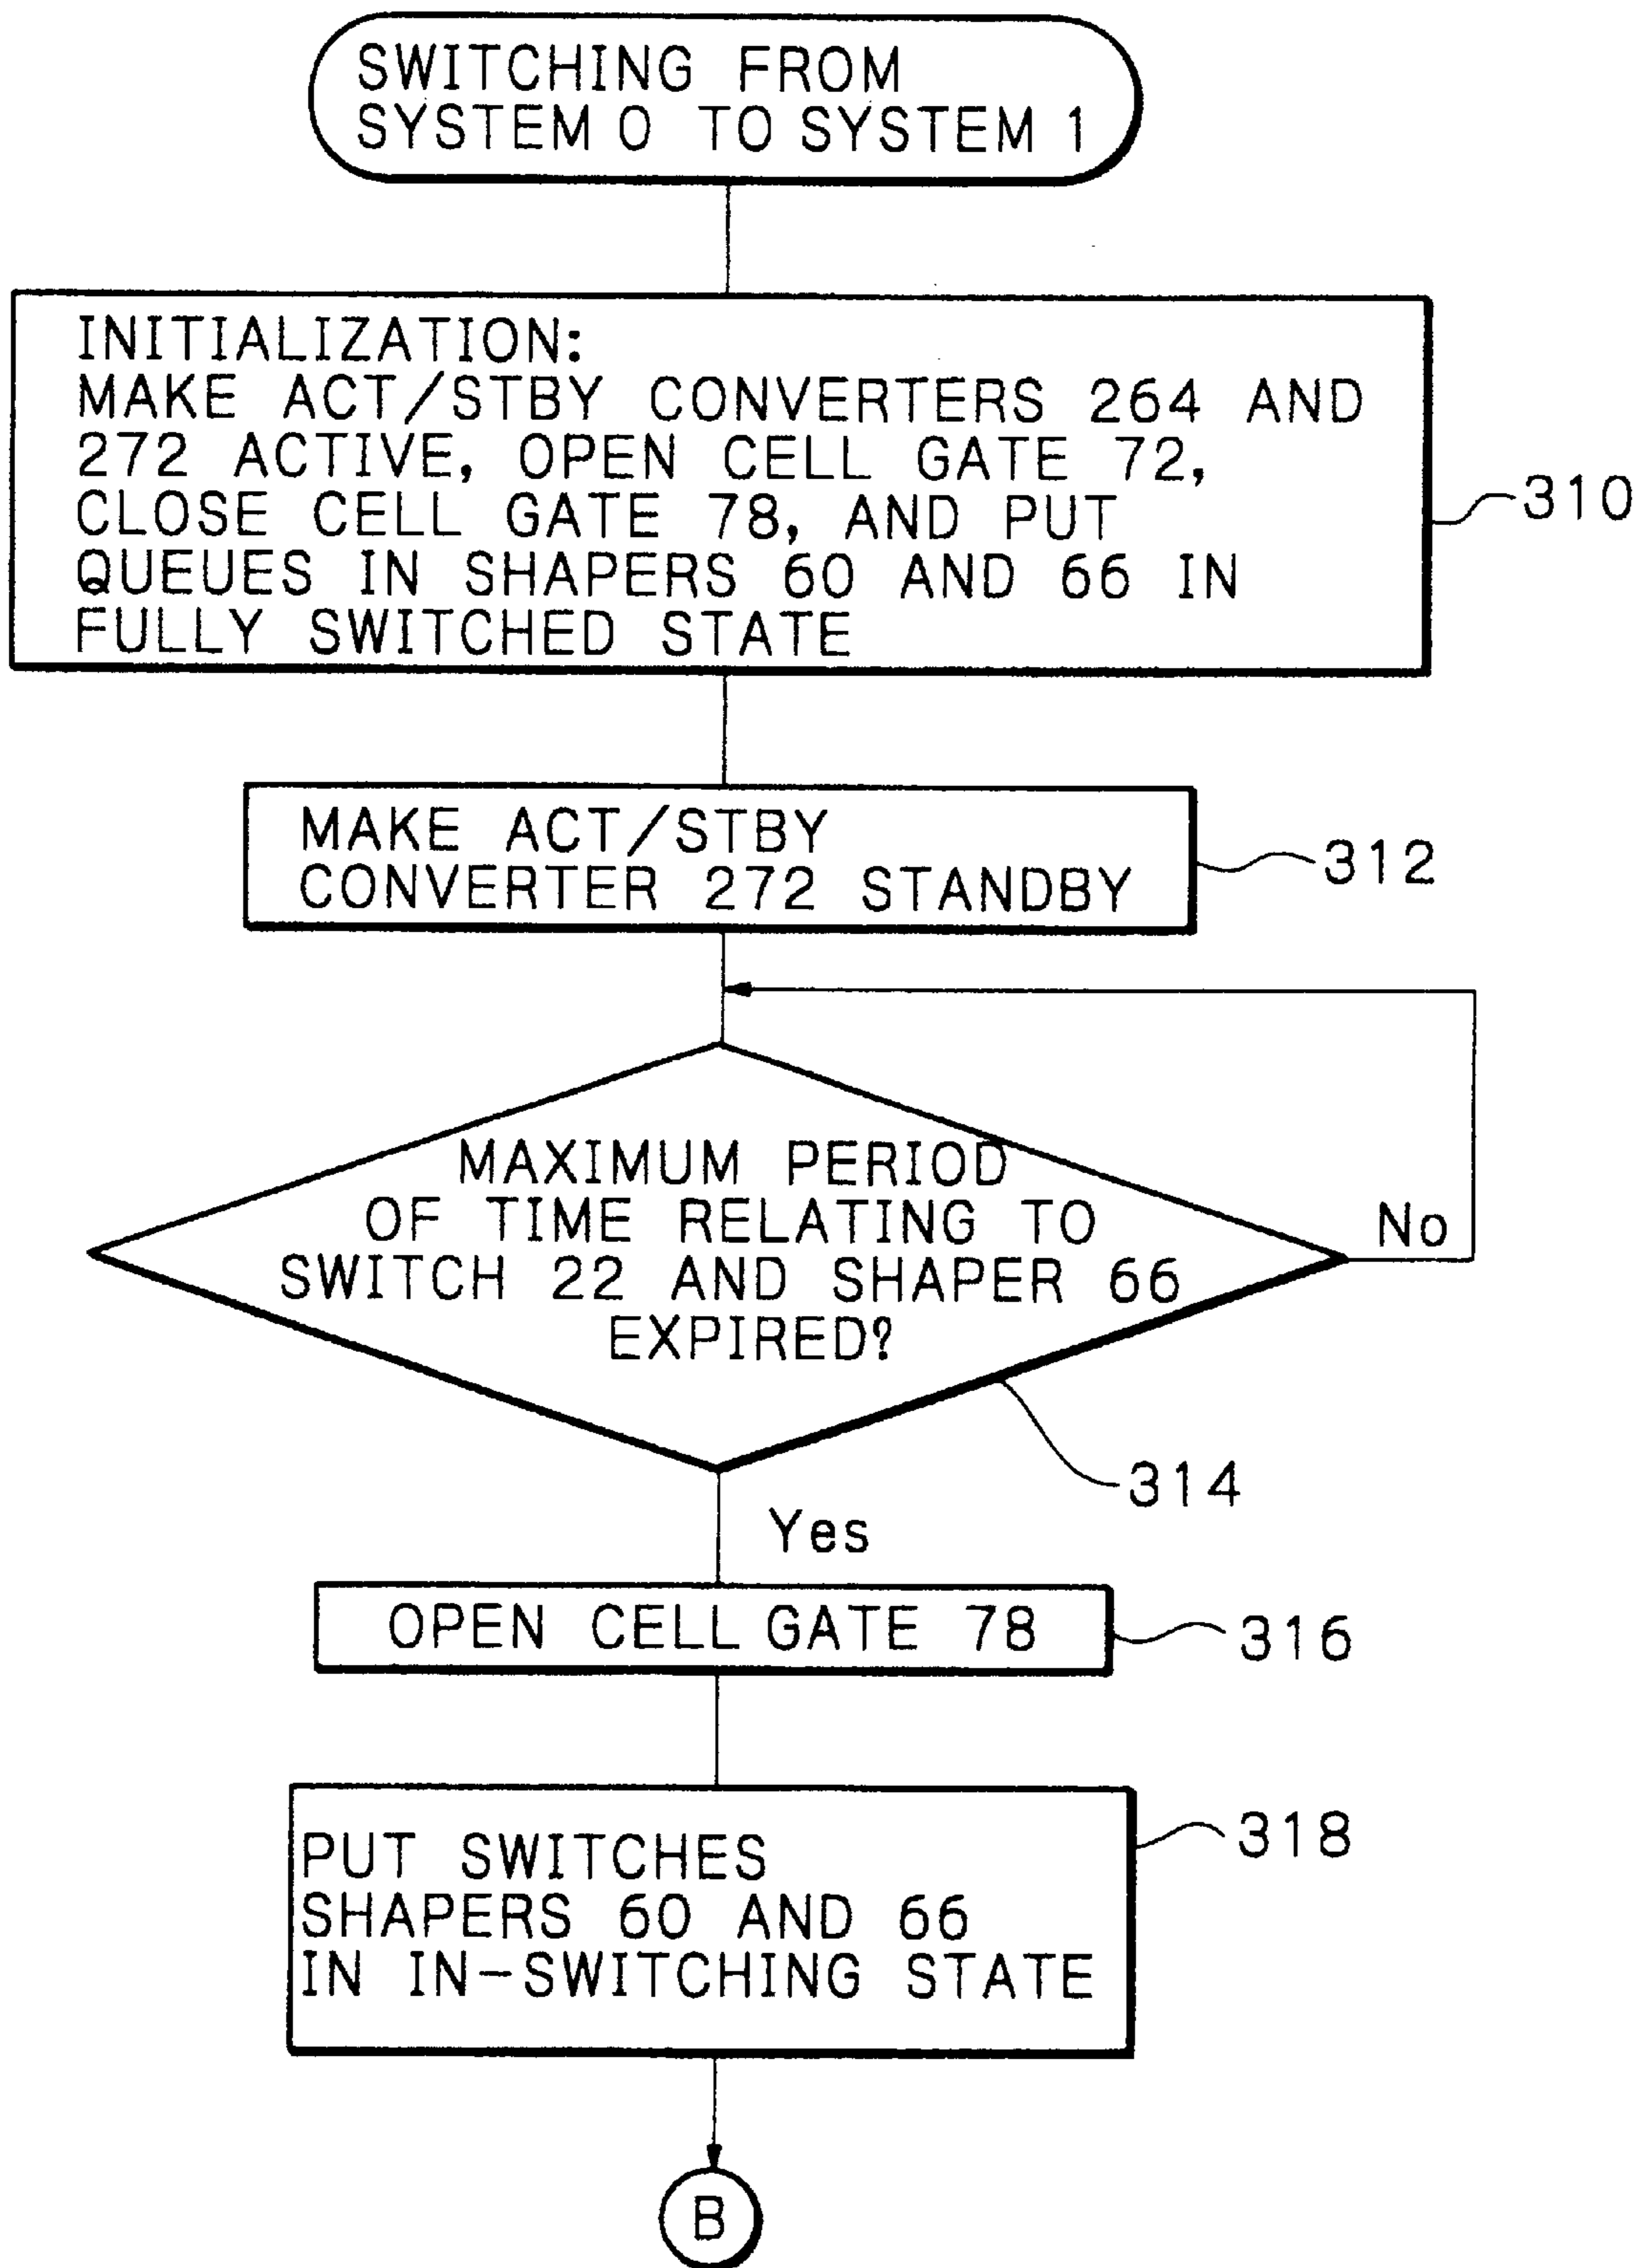 SWITCHING FROM
SYSTEM 0 TO SYSTEM 1
INITIALIZATION:
MAKE ACT/STBY CONVERTERS 264 AND
272 ACTIVE, OPEN CELL GATE 72,
CLOSE CELL GATE 78, AND PUT
QUEUES IN SHAPERS 60 AND 66 IN
FULLY SWITCHED STATE
310
MAKE ACT/STBY
CONVERTER 272 STANDBY
312
MAXIMUM PERIOD
OF TIME RELATING TO
SWITCH 22 AND SHAPER 66
EXPIRED?
No
314
Yes
OPEN CELL GATE 78
316
PUT SWITCHES
SHAPERS 60 AND 66
IN IN-SWITCHING STATE
318
B